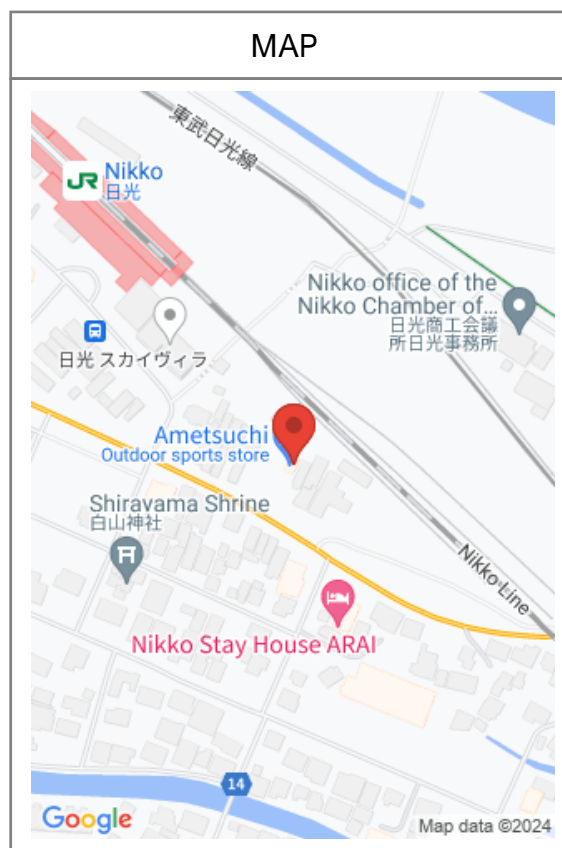 MAP
東武日光線
JR
Nikko
日光
Nikko office of the
Nikko Chamber of...
日光商工会議
所日光事務所
日光 スカイヴィラ
Ametsuchi
Outdoor sports store
Shirayama Shrine
白山神社
Nikko Line
Nikko Stay House ARAI
14
Google
Map data ©2024